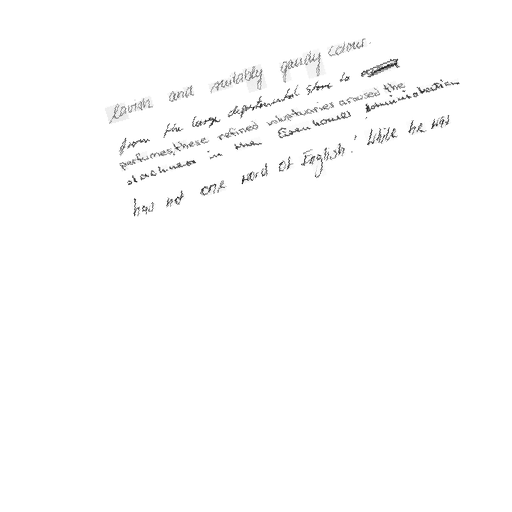 lavish and suitably gaudy colour.
from the large departmental store to
perfumes, these refined voluptuaries aroused the
slackness in the Eisenhower Administration
has not one word of English.' While he was